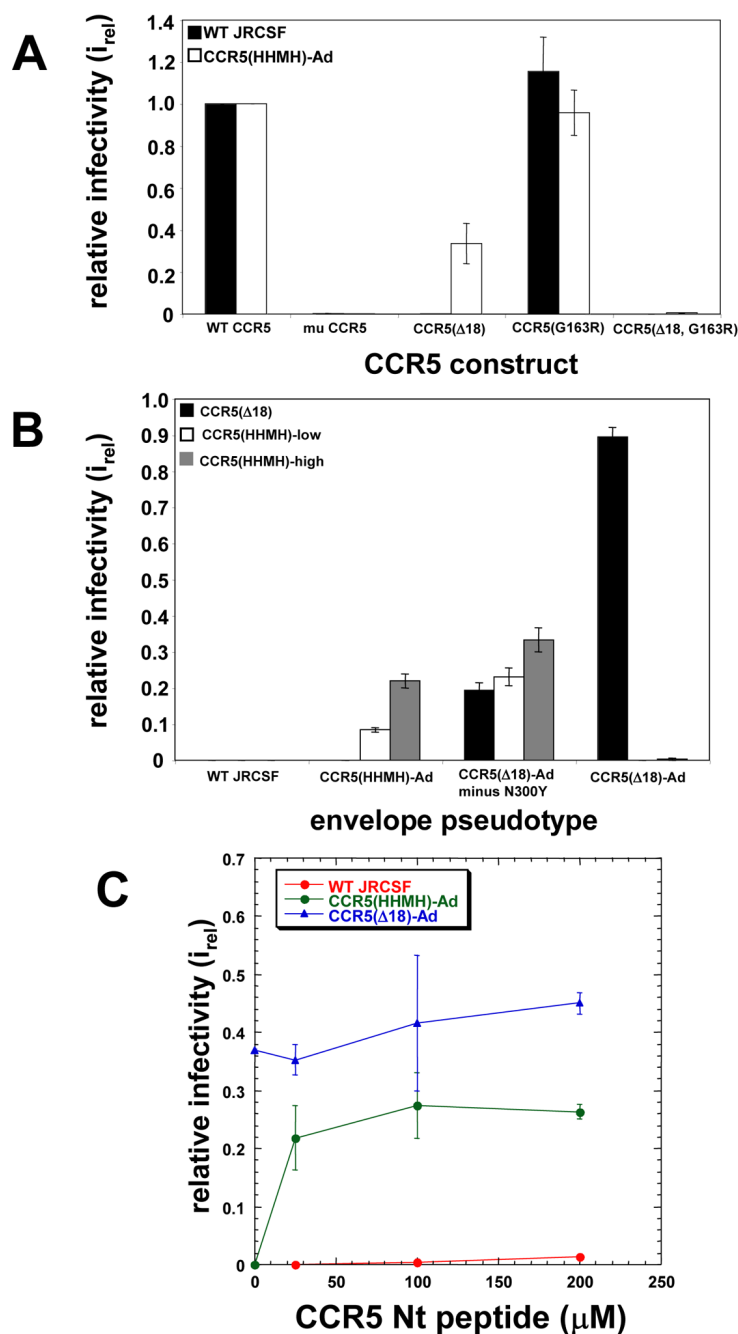 A
relative infectivity (irel)
WT JRCSF
CCR5(HHMH)-Ad
1.4
1.2
1.0
0.8
0.6
0.4
0.2
0
WT CCR5
mu CCR5
CCR5(Δ18)
CCR5(G163R)
CCR5(Δ18, G163R)
CCR5 construct
B
relative infectivity (irel)
CCR5(Δ18)
CCR5(HHMH)-low
CCR5(HHMH)-high
1.0
0.9
0.8
0.7
0.6
0.5
0.4
0.3
0.2
0.1
0
WT JRCSF
CCR5(HHMH)-Ad
CCR5(Δ18)-Ad
minus N300Y
CCR5(Δ18)-Ad
envelope pseudotype
C
relative infectivity (irel)
WT JRCSF
CCR5(HHMH)-Ad
CCR5(Δ18)-Ad
0.7
0.6
0.5
0.4
0.3
0.2
0.1
0
0
50
100
150
200
250
CCR5 Nt peptide (μM)